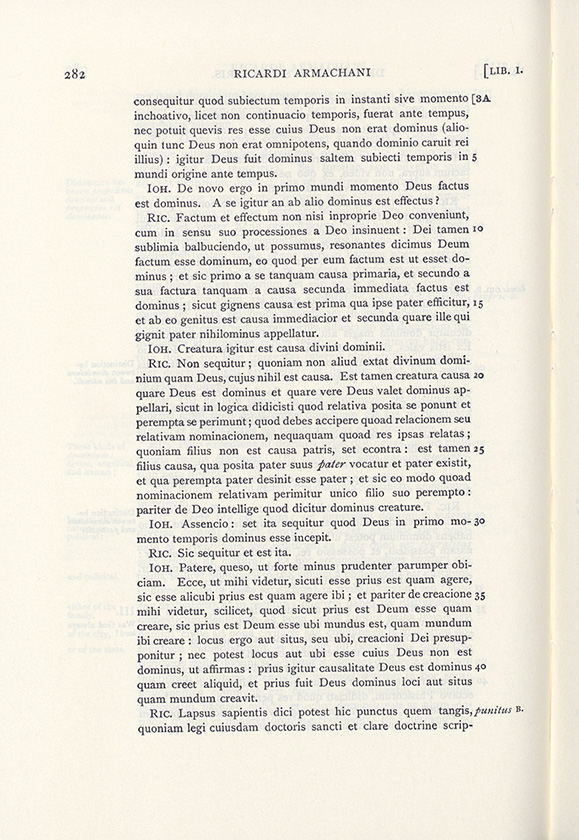 282 RICARDI ARMACHANI [LIB. I.
consequitur quod subiectum temporis in instanti sive momento [3A
inchoativo, licet non continuacio temporis, fuerat ante tempus,
nec potuit quevis res esse cuius Deus non erat dominus (alio-
quin tunc Deus non erat omnipotens, quando dominio caruit rei
illius) : igitur Deus fuit dominus saltem subiecti temporis in 5
mundi origine ante tempus.
IOH. De novo ergo in primo mundi momento Deus factus
est dominus. A se igitur an ab alio dominus est effectus ?
RIC. Factum et effectum non nisi inproprie Deo conveniunt,
cum in sensu suo processiones a Deo insinuent : Dei tamen 10
sublimia balbuciendo, ut possumus, resonantes dicimus Deum
factum esse dominum, eo quod per eum factum est ut esset do-
minus ; et sic primo a se tanquam causa primaria, et secundo a
sua factura tanquam a causa secunda immediata factus est
dominus ; sicut gignens causa est prima qua ipse pater efficitur, 15
et ab eo genitus est causa immediacior et secunda quare ille qui
gignit pater nihilominus appellatur.
IOH. Creatura igitur est causa divini dominii.
RIC. Non sequitur ; quoniam non aliud extat divinum domi-
nium quam Deus, cujus nihil est causa. Est tamen creatura causa 20
quare Deus est dominus et quare vere Deus valet dominus ap-
pellari, sicut in logica didicisti quod relativa posita se ponunt et
perempta se perimunt ; quod debes accipere quoad relacionem seu
relativam nominacionem, nequaquam quoad res ipsas relatas ;
quoniam filius non est causa patris, set econtra : est tamen 25
filius causa, qua posita pater suus pater vocatur et pater existit,
et qua perempta pater desinit esse pater ; et sic eo modo quoad
nominacionem relativam perimitur unico filio suo perempto :
pariter de Deo intellige quod dicitur dominus creature.
IOH. Assencio : set ita sequitur quod Deus in primo mo- 30
mento temporis dominus esse incepit.
RIC. Sic sequitur et est ita.
IOH. Patere, queso, ut forte minus prudenter parumper obi-
ciam. Ecce, ut mihi videtur, sicuti esse prius est quam agere,
sic esse alicubi prius est quam agere ibi ; et pariter de creacione 35
mihi videtur, scilicet, quod sicut prius est Deum esse quam
creare, sic prius est Deum esse ubi mundus est, quam mundum
ibi creare : locus ergo aut situs, seu ubi, creacioni Dei presup-
ponitur ; nec potest locus aut ubi esse cuius Deus non est
dominus, ut affirmas : prius igitur causalitate Deus est dominus 40
quam creet aliquid, et prius fuit Deus dominus loci aut situs
quam mundum creavit.
RIC. Lapsus sapientis dici potest hic punctus quem tangis, punitus B.
quoniam legi cuiusdam doctoris sancti et clare doctrine scrip-